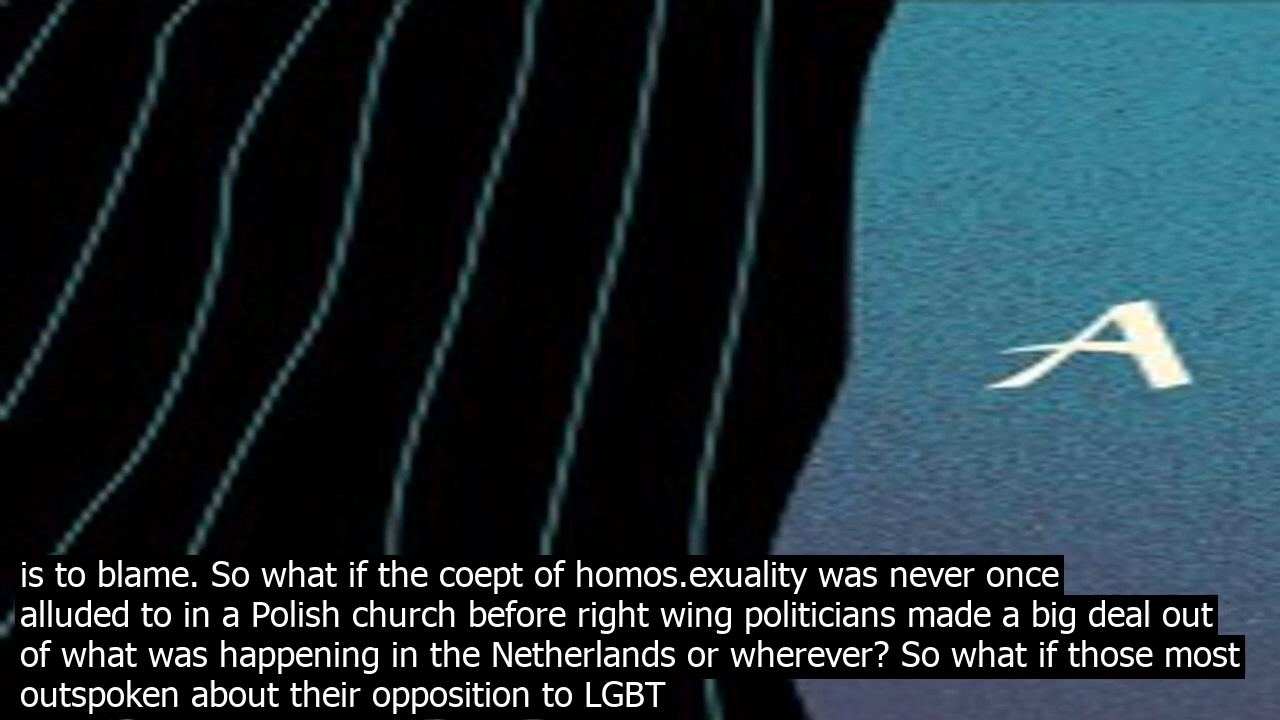 A
is to blame. So what if the coept of homos.exuality was never once
alluded to in a Polish church before right wing politicians made a big deal out
of what was happening in the Netherlands or wherever? So what if those most
outspoken about their opposition to LGBT